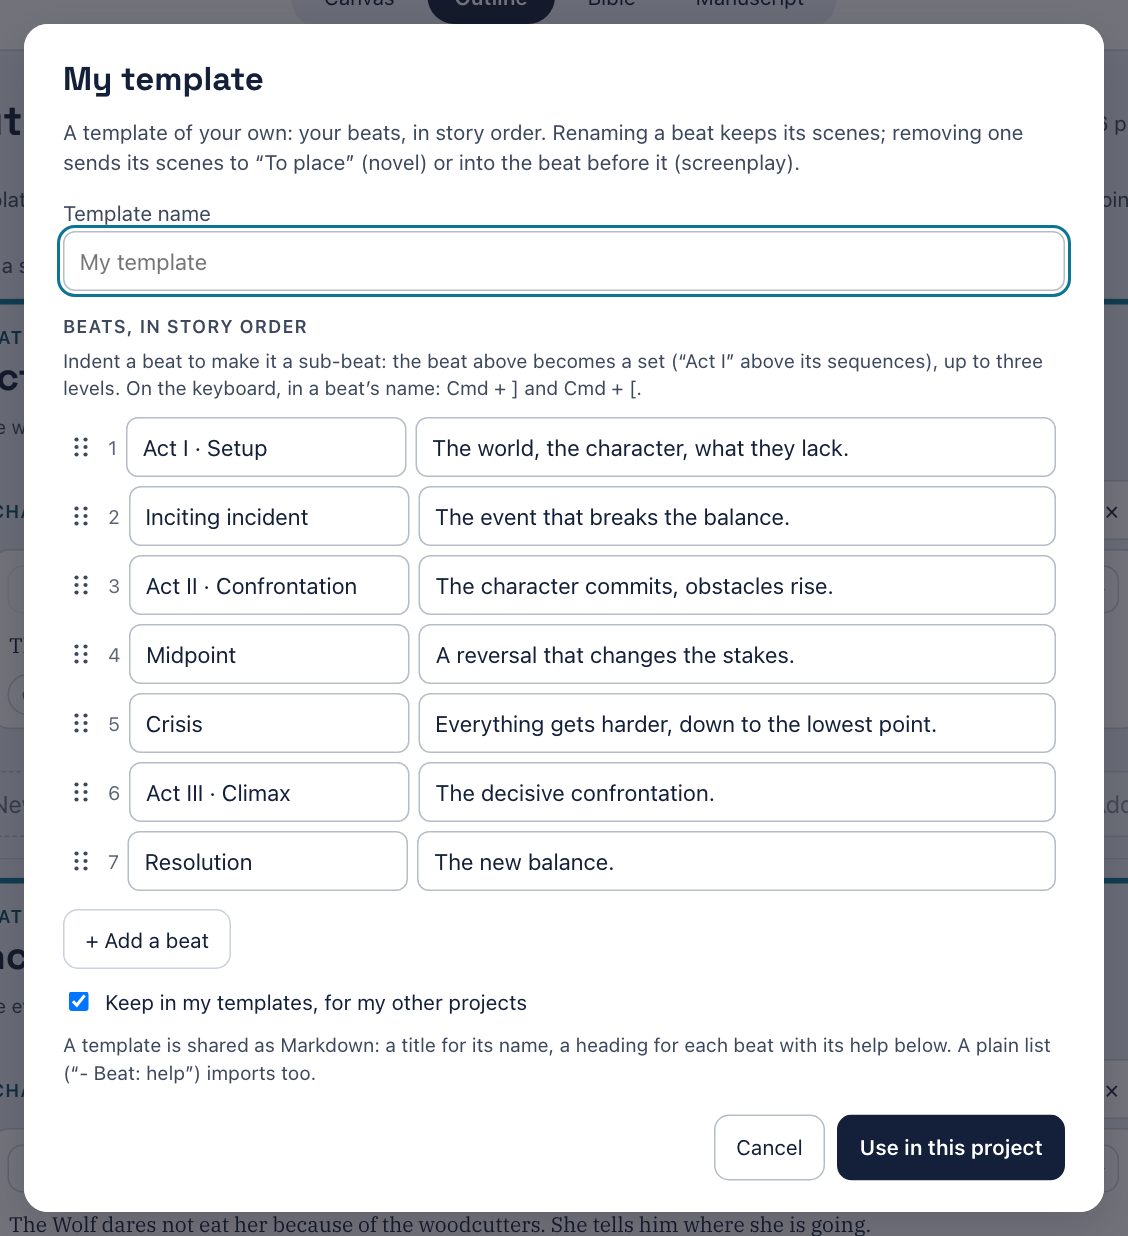 Canvas Outline Bible Manuscript
My template
A template of your own: your beats, in story order. Renaming a beat keeps its scenes; removing one
sends its scenes to “To place” (novel) or into the beat before it (screenplay).
Template name
My template
BEATS, IN STORY ORDER
Indent a beat to make it a sub-beat: the beat above becomes a set (“Act I” above its sequences), up to three
levels. On the keyboard, in a beat’s name: Cmd + ] and Cmd + [.
1 Act I · Setup The world, the character, what they lack.
2 Inciting incident The event that breaks the balance.
3 Act II · Confrontation The character commits, obstacles rise.
4 Midpoint A reversal that changes the stakes.
5 Crisis Everything gets harder, down to the lowest point.
6 Act III · Climax The decisive confrontation.
7 Resolution The new balance.
+ Add a beat
Keep in my templates, for my other projects
A template is shared as Markdown: a title for its name, a heading for each beat with its help below. A plain list
(“- Beat: help”) imports too.
Cancel Use in this project
The Wolf dares not eat her because of the woodcutters. She tells him where she is going.